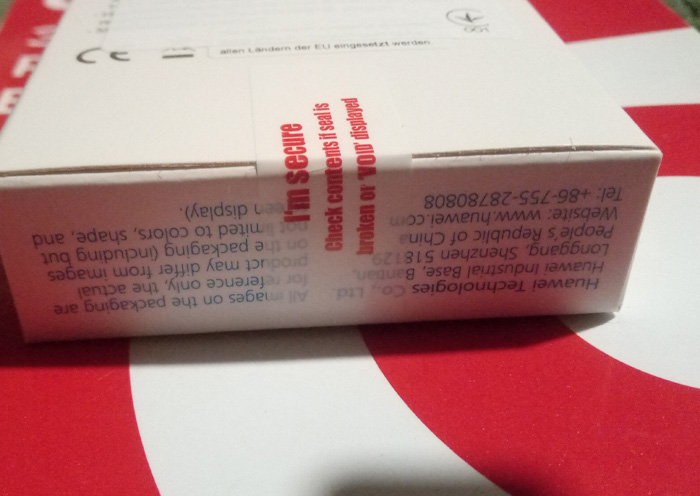 allen Ländern der EU eingesetzt werden.
100
I'm secure
Check contents if seal is
broken or 'VOID' displayed
Huawei Technologies Co., Ltd.
Huawei Industrial Base, Bantian,
Longgang, Shenzhen 518129
People's Republic of China
Website: www.huawei.com
Tel: +86-755-28780808
All images on the packaging are
for reference only, the actual
product may differ from images
on the packaging (including but
not limited to colors, shape, and
screen display).